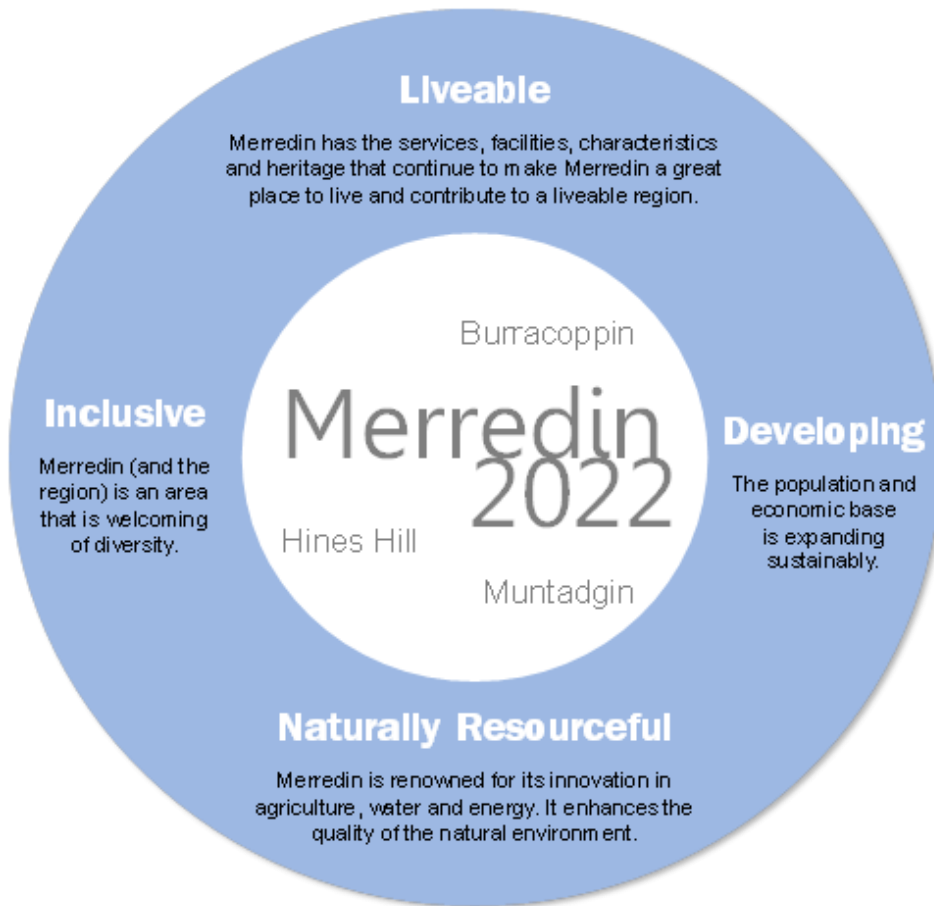 Liveable
Merredin has the services, facilities, characteristics
and heritage that continue to make Merredin a great
place to live and contribute to a liveable region.
Burracoppin
Merredin
2022
Hines Hill
Muntadgin
Inclusive
Merredin (and the
region) is an area
that is welcoming
of diversity.
Developing
The population and
economic base
is expanding
sustainably.
Naturally Resourceful
Merredin is renowned for its innovation in
agriculture, water and energy. It enhances the
quality of the natural environment.